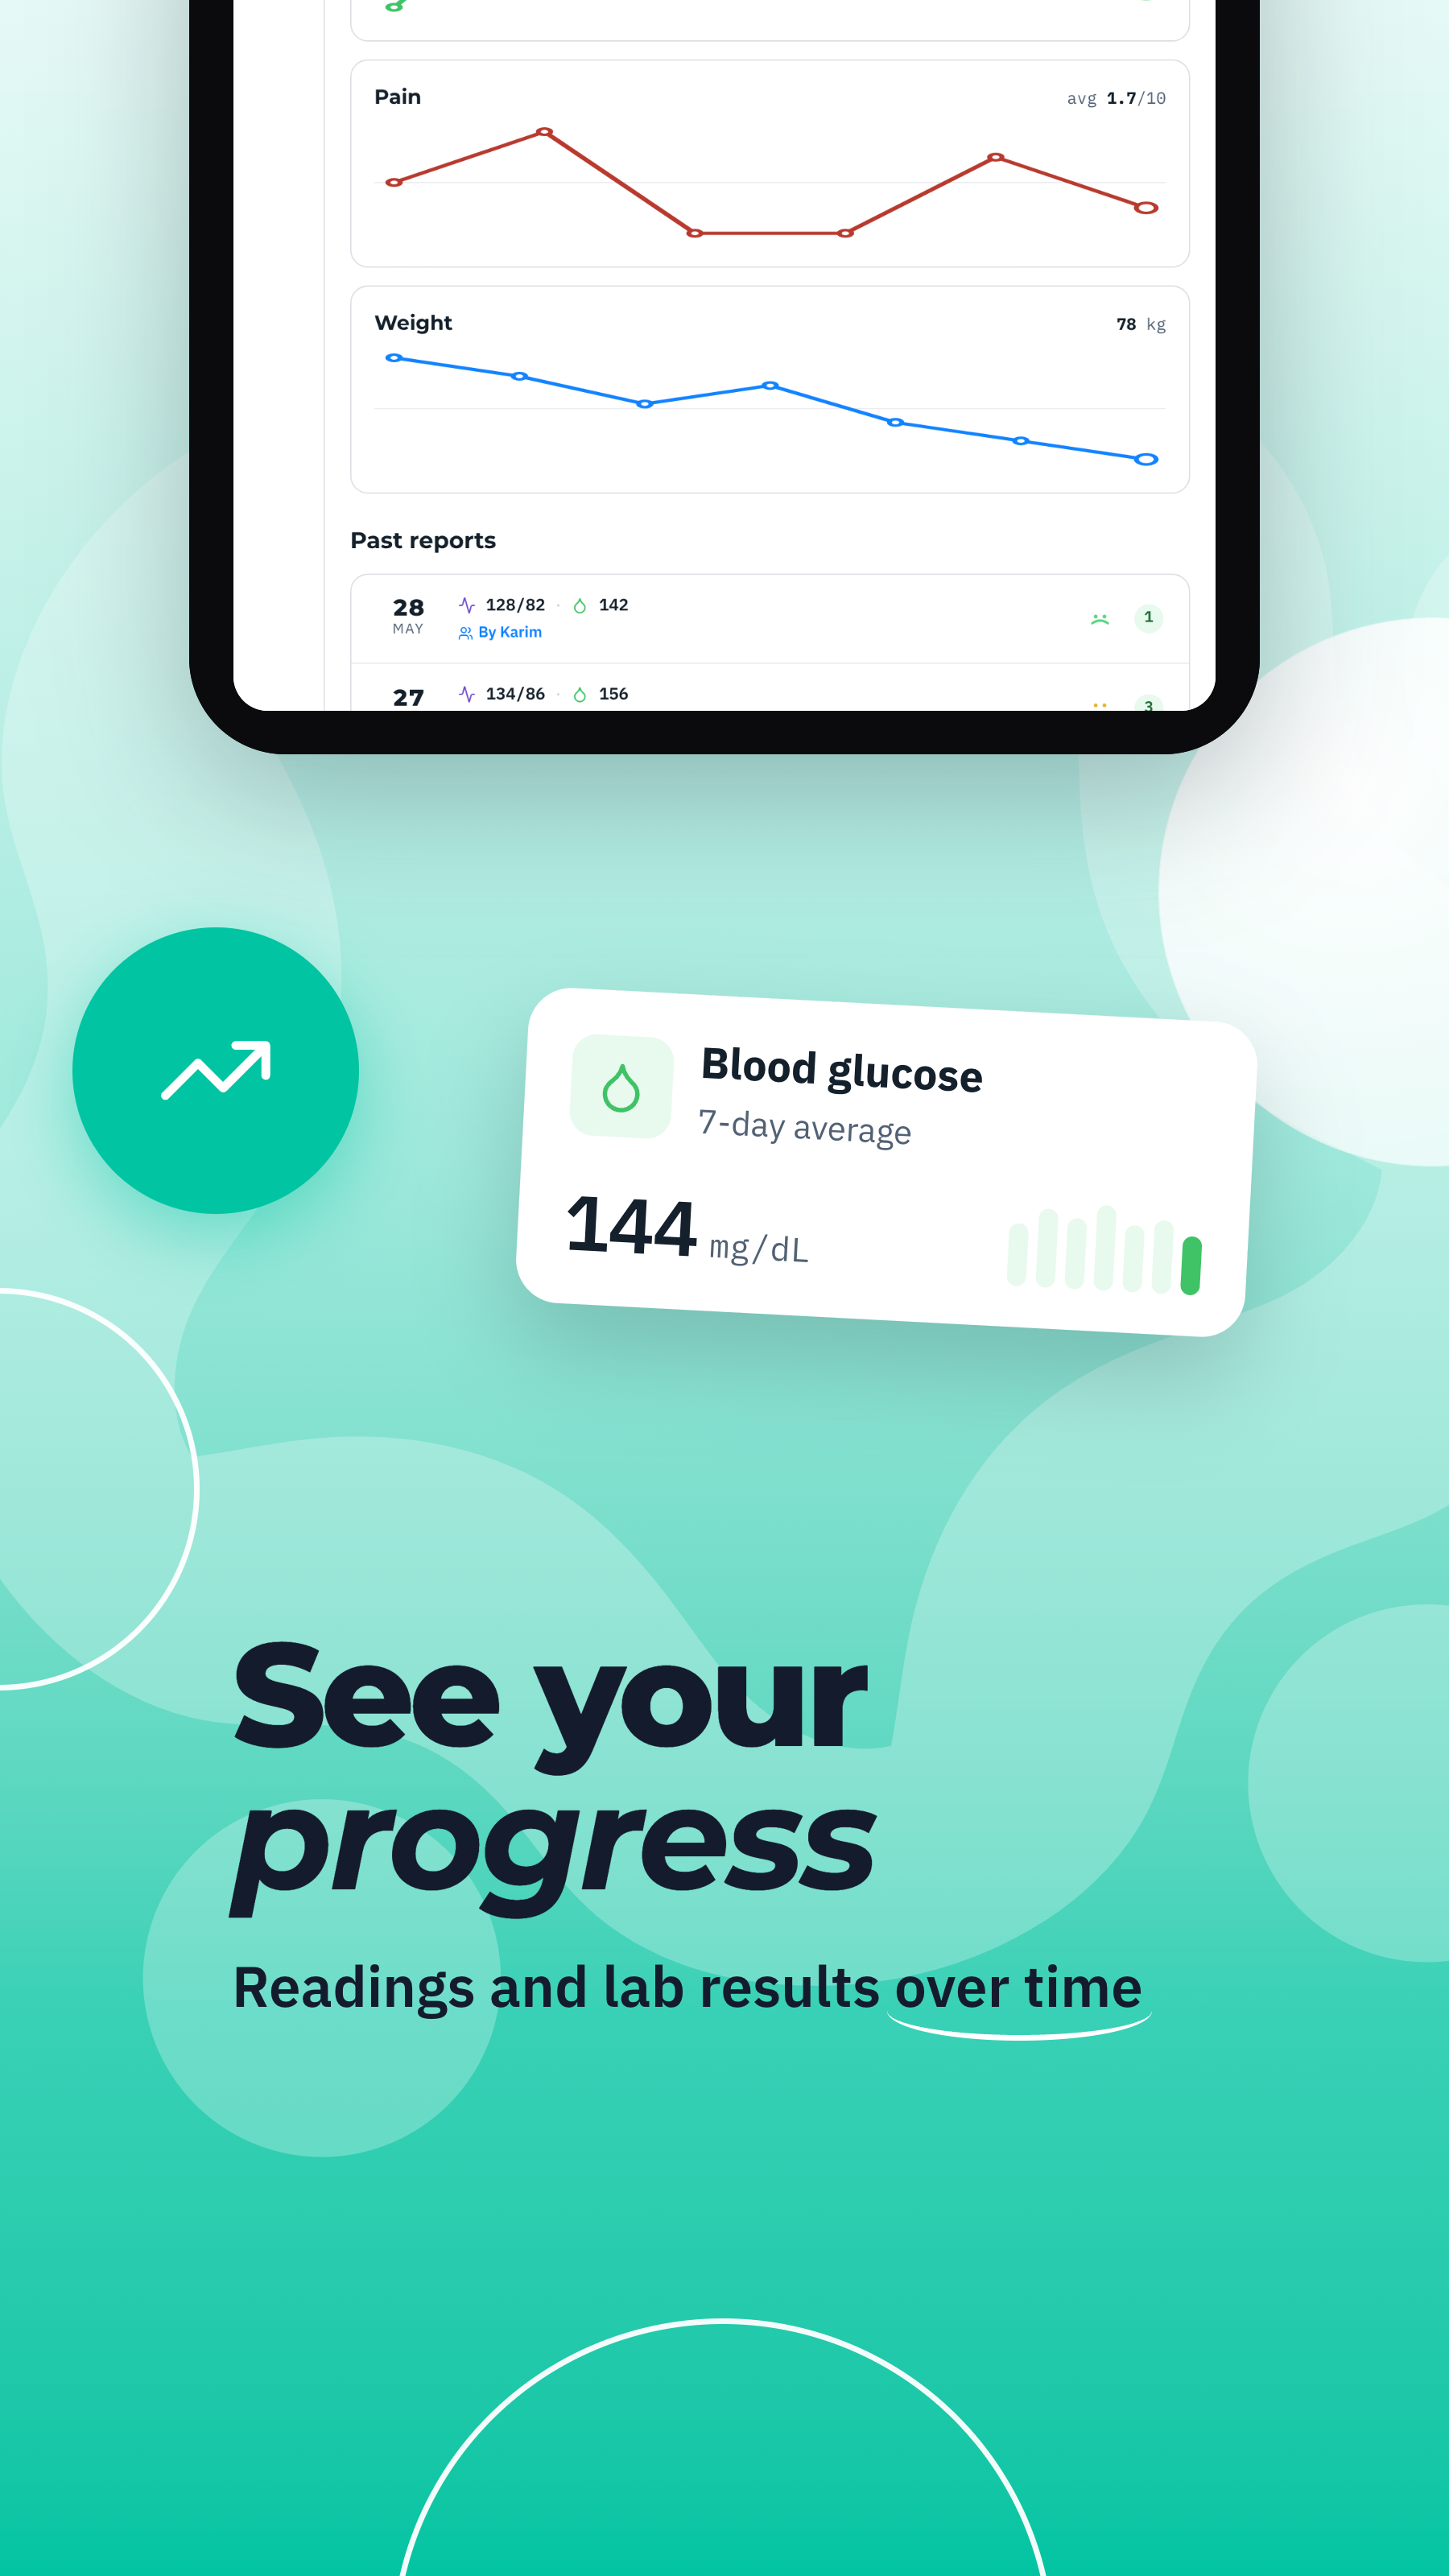 Pain
avg 1.7/10
Weight
78 kg
Past reports
28 128/82 · 142
MAY By Karim
1
27 134/86 · 156
3
Blood glucose
7-day average
144 mg/dL
See your
progress
Readings and lab results over time